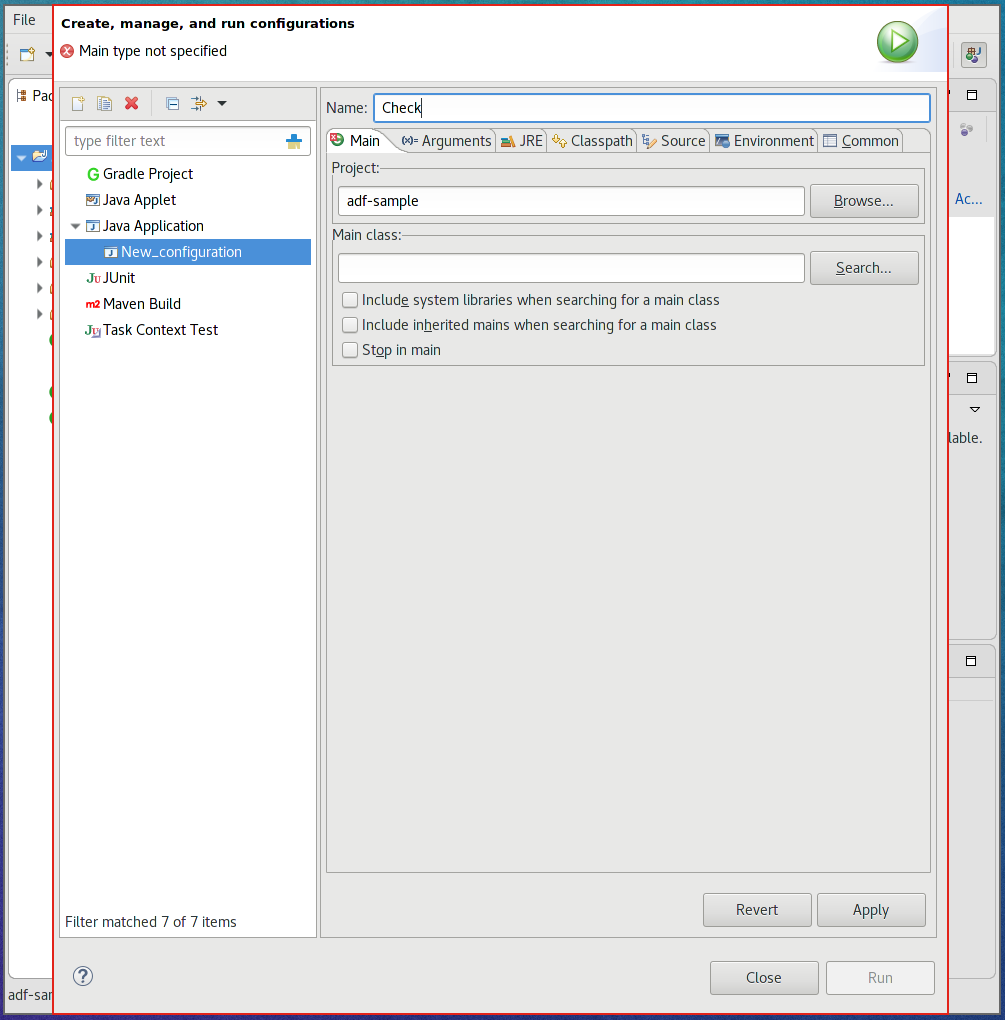 File
Create, manage, and run configurations
Main type not specified
Pac
Name: Check
type filter text
Main (x)= Arguments JRE Classpath Source Environment Common
Gradle Project
Java Applet
Java Application
New_configuration
JUnit
Maven Build
Task Context Test
Project:
adf-sample
Browse...
Main class:
Search...
Include system libraries when searching for a main class
Include inherited mains when searching for a main class
Stop in main
Ac...
lable.
Filter matched 7 of 7 items
Revert Apply
Close Run
adf-sar